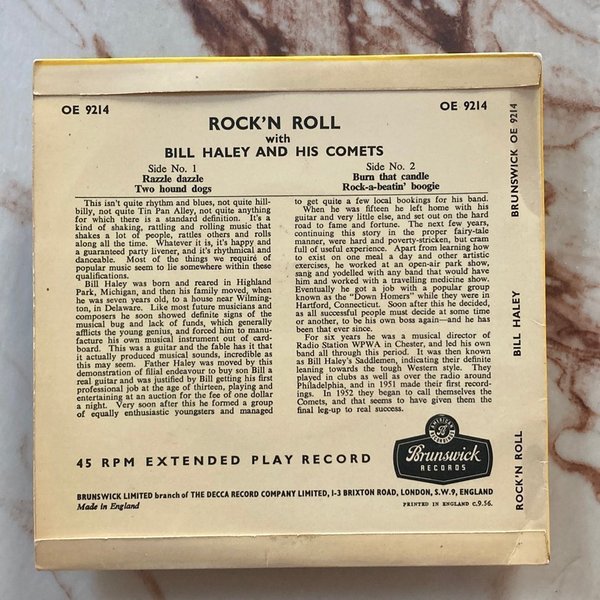 OE 9214
OE 9214
ROCK'N ROLL
with
BILL HALEY AND HIS COMETS
Side No. 1
Razzle dazzle
Two hound dogs
Side No. 2
Burn that candle
Rock-a-beatin' boogie
This isn't quite rhythm and blues, not quite hill-
billy, not quite Tin Pan Alley, not quite anything
for which there is a standard definition. It's a
kind of shaking, rattling and rolling music that
shakes a lot of people, rattles others and rolls
along all the time. Whatever it is, it's happy and
a guaranteed party livener, and it's rhythmical and
danceable. Most of the things we require of
popular music seem to lie somewhere within these
qualifications.
Bill Haley was born and reared in Highland
Park, Michigan, and then his family moved, when
he was seven years old, to a house near Wilming-
ton, in Delaware. Like most future musicians and
composers he soon showed definite signs of the
musical bug and lack of funds, which generally
afflicts the young genius, and forced him to manu-
facture his own musical instrument out of card-
board. This was a guitar and the fable has it that
it actually produced musical sounds, incredible as
this may seem. Father Haley was moved by this
demonstration of filial endeavour to buy son Bill a
real guitar and was justified by Bill getting his first
professional job at the age of thirteen, playing and
entertaining at an auction for the fee of one dollar
a night. Very soon after this he formed a group
of equally enthusiastic youngsters and managed
to get quite a few local bookings for his band.
When he was fifteen he left home with his
guitar and very little else, and set out on the hard
road to fame and fortune. The next few years,
continuing this story in the proper fairy-tale
manner, were hard and poverty-stricken, but cram
full of useful experience. Apart from learning how
to exist on one meal a day and other artistic
exercises, he worked at an open-air park show,
sang and yodelled with any band that would have
him and worked with a travelling medicine show.
Eventually he got a job with a popular group
known as the "Down Homers" while they were in
Hartford, Connecticut. Soon after this he decided,
as all successful people must decide at some time
or another, to be his own boss again—and he has
been that ever since.
For six years he was a musical director of
Radio Station WPWA in Chester, and led his own
band all through this period. It was then known
as Bill Haley's Saddlemen, indicating their definite
leaning towards the tough Western style. They
played in clubs as well as over the radio around
Philadelphia, and in 1951 made their first record-
ings. In 1952 they began to call themselves the
Comets, and that seems to have given them the
final leg-up to real success.
45 RPM EXTENDED PLAY RECORD
AMERICAN
RECORDING
Brunswick
RECORDS
BRUNSWICK LIMITED branch of THE DECCA RECORD COMPANY LIMITED, 1-3 BRIXTON ROAD, LONDON, S.W.9, ENGLAND
Made in England
PRINTED IN ENGLAND c.9.56.
ROCK'N ROLL BILL HALEY BRUNSWICK OE 9214